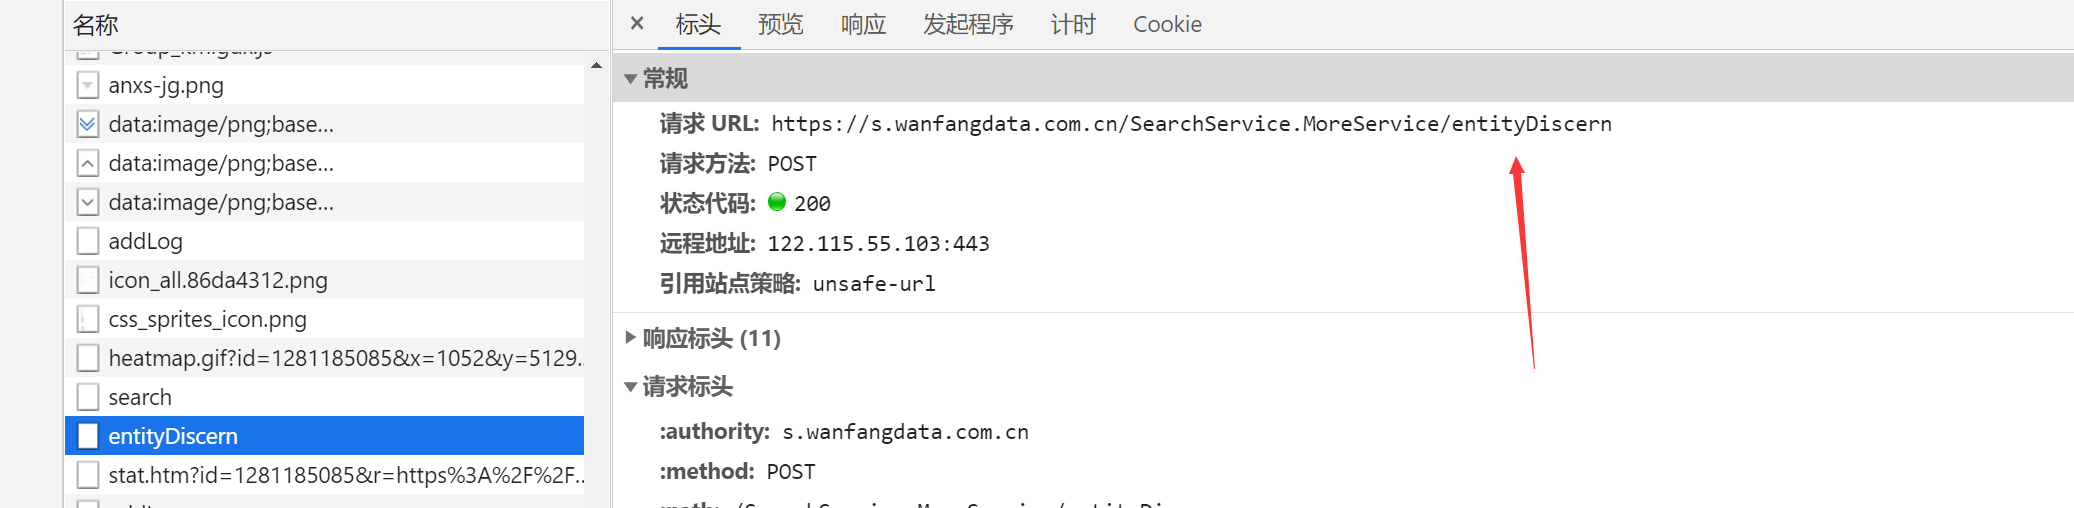 名称
anxs-jg.png
data:image/png;base...
data:image/png;base...
data:image/png;base...
addLog
icon_all.86da4312.png
css_sprites_icon.png
heatmap.gif?id=1281185085&x=1052&y=5129...
search
entityDiscern
stat.htm?id=1281185085&r=https%3A%2F%2F...
× 标头 预览 响应 发起程序 计时 Cookie
常规
请求 URL: https://s.wanfangdata.com.cn/SearchService.MoreService/entityDiscern
请求方法: POST
状态代码: 200
远程地址: 122.115.55.103:443
引用站点策略: unsafe-url
响应标头 (11)
请求标头
:authority: s.wanfangdata.com.cn
:method: POST